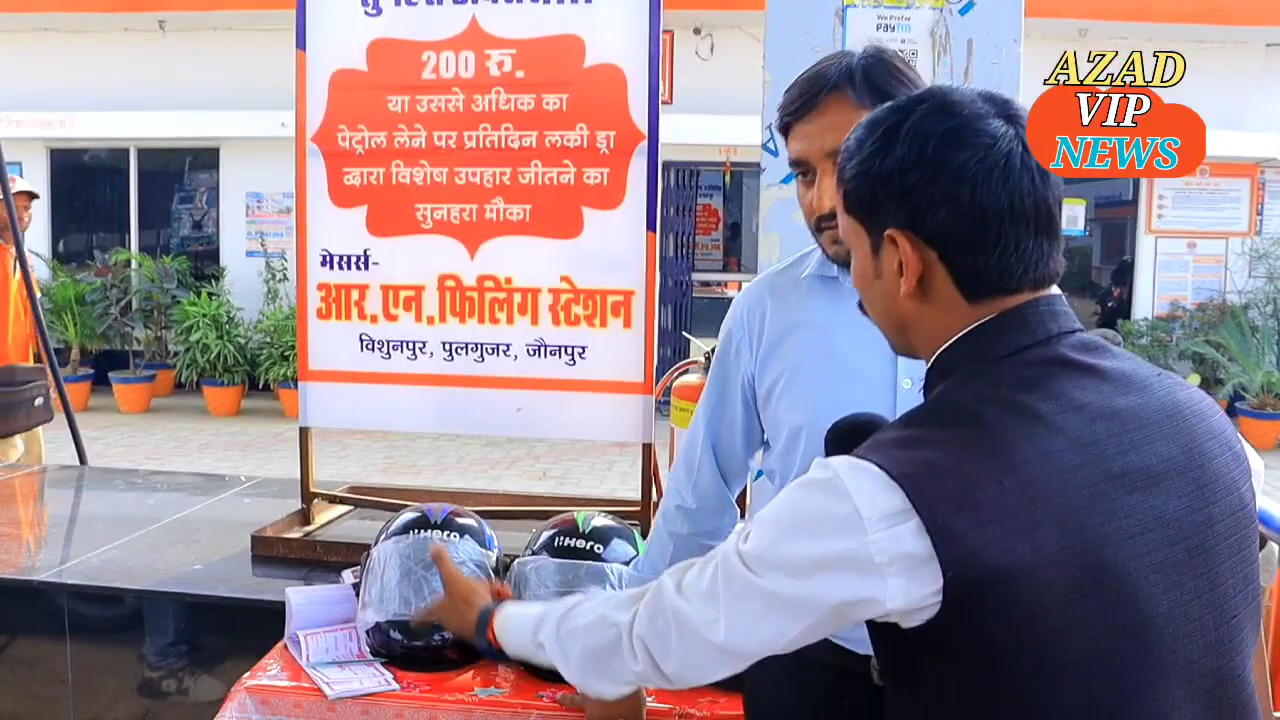 200 रु.
या उससे अधिक का
पेट्रोल लेने पर प्रतिदिन लकी ड्रा
द्वारा विशेष उपहार जीतने का
सुनहरा मौका
मेसर्स-
आर.एन.फिलिंग स्टेशन
विशुनपुर, पुलगुजर, जौनपुर
We Prefer
paytm
AZAD
VIP
NEWS
Hero
Hero